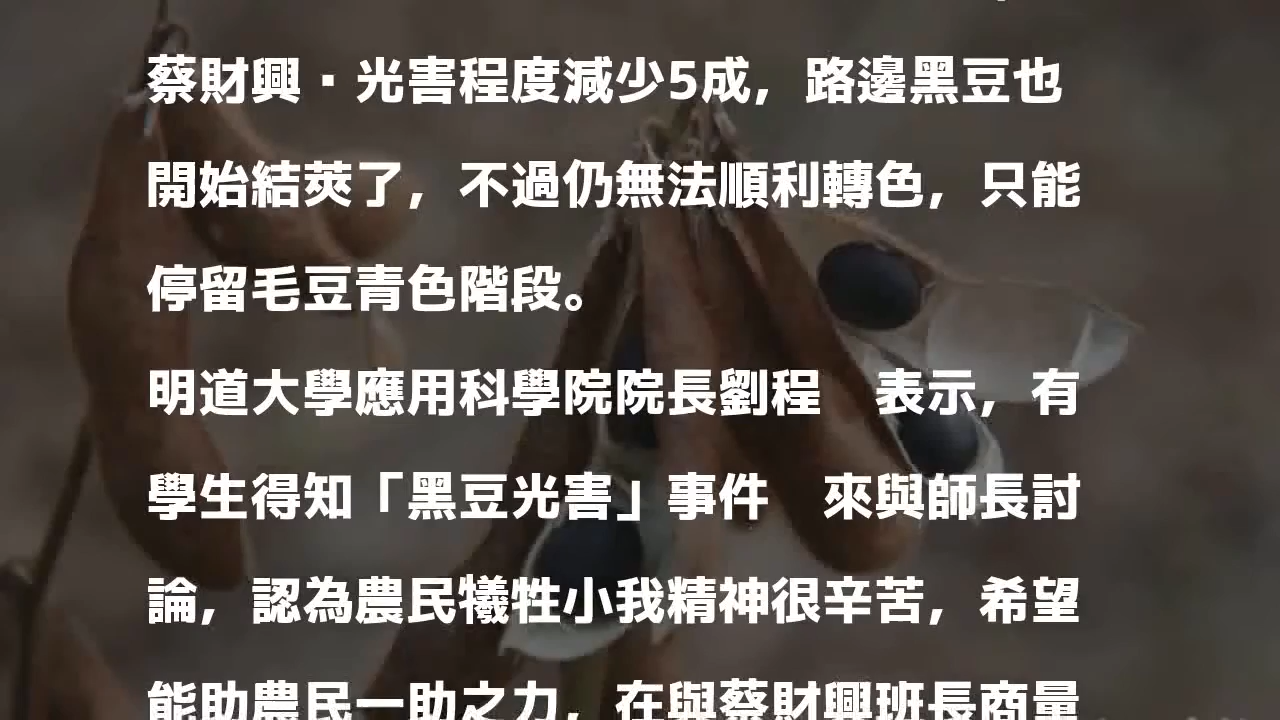 蔡財興·光害程度減少5成，路邊黑豆也
開始結莢了，不過仍無法順利轉色，只能
停留毛豆青色階段。
明道大學應用科學院院長劉程　表示，有
學生得知「黑豆光害」事件　來與師長討
論，認為農民犧牲小我精神很辛苦，希望
能助農民一助之力，在與蔡財興班長商量